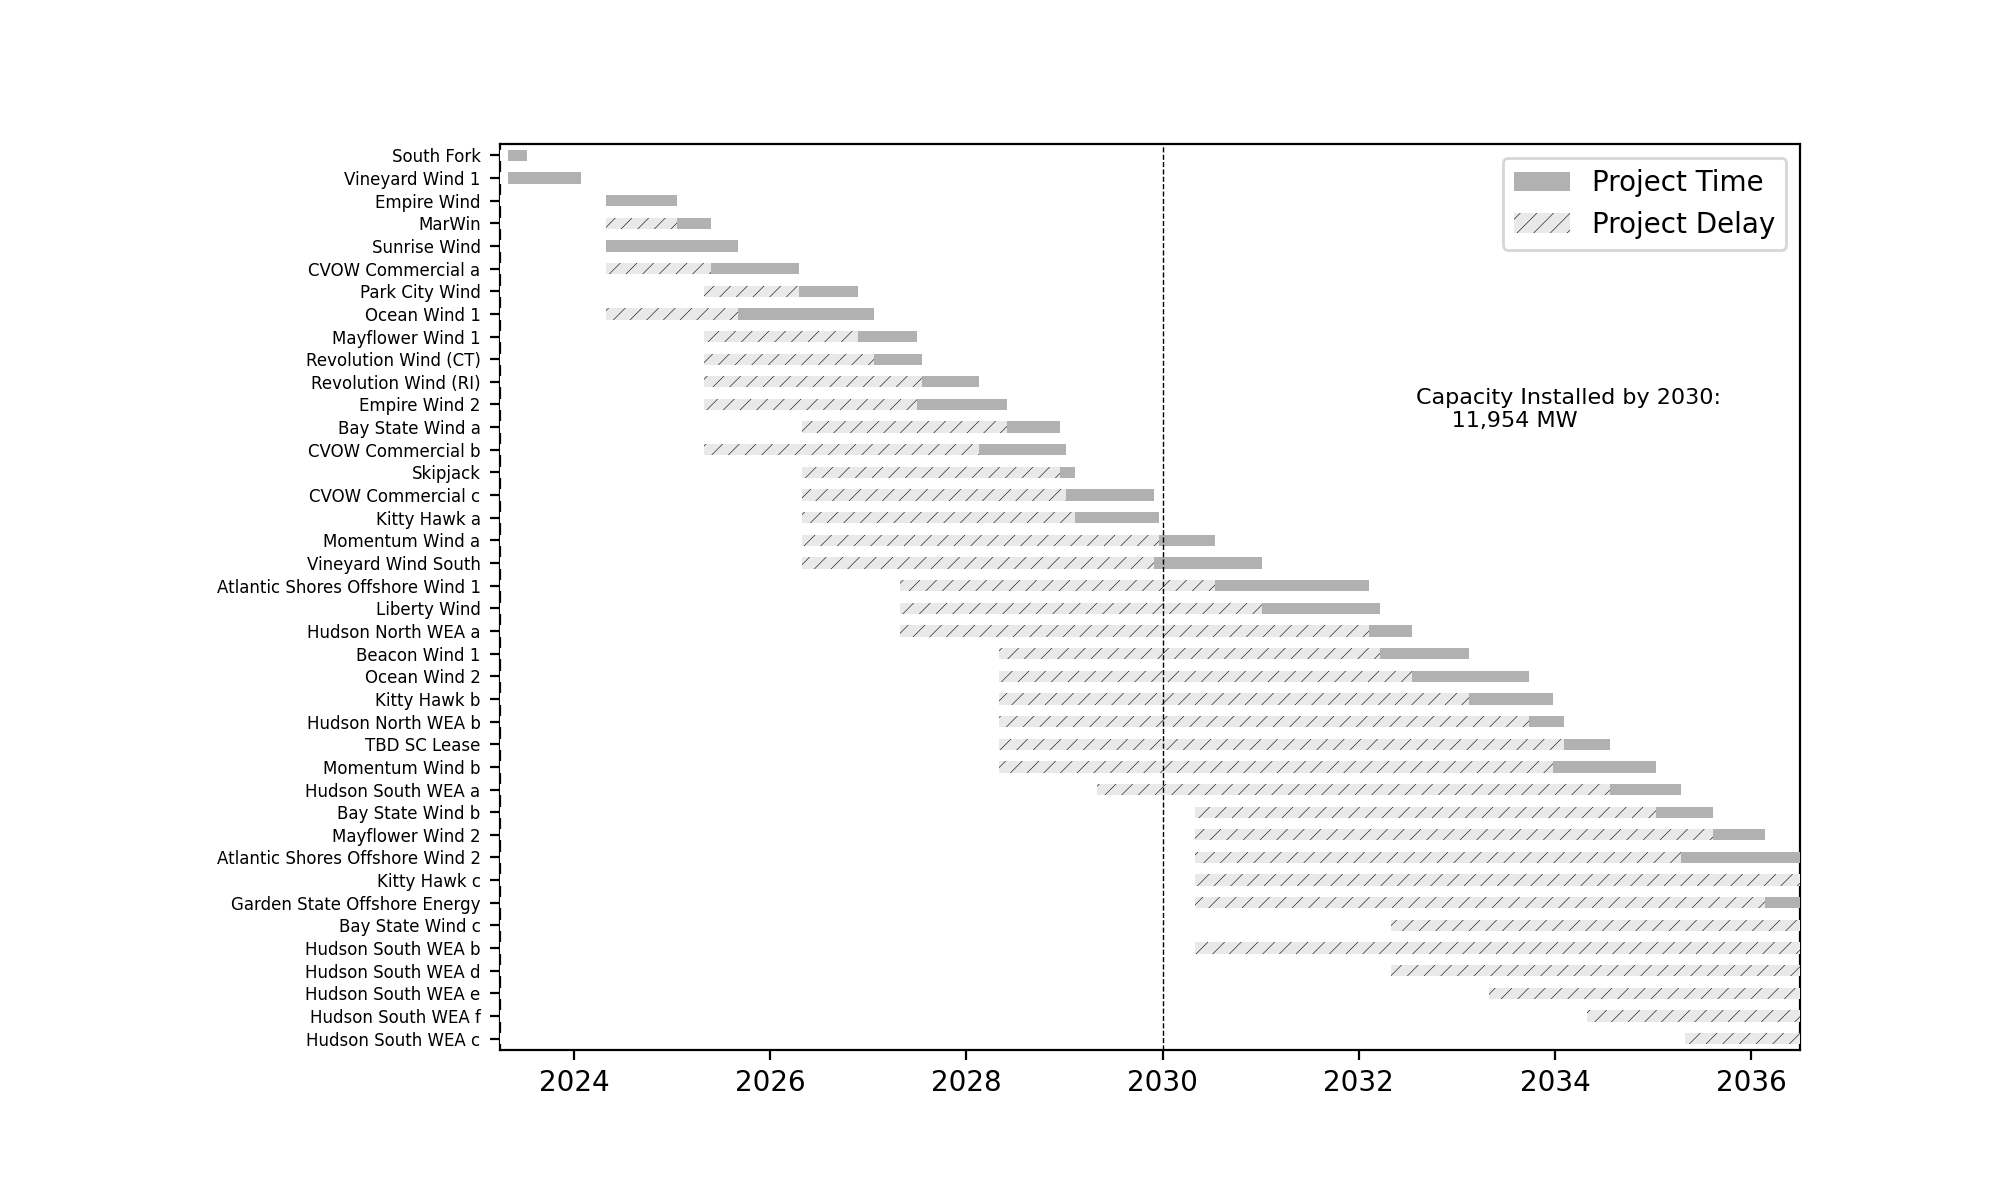 South Fork
Vineyard Wind 1
Empire Wind
MarWin
Sunrise Wind
CVOW Commercial a
Park City Wind
Ocean Wind 1
Mayflower Wind 1
Revolution Wind (CT)
Revolution Wind (RI)
Empire Wind 2
Bay State Wind a
CVOW Commercial b
Skipjack
CVOW Commercial c
Kitty Hawk a
Momentum Wind a
Vineyard Wind South
Atlantic Shores Offshore Wind 1
Liberty Wind
Hudson North WEA a
Beacon Wind 1
Ocean Wind 2
Kitty Hawk b
Hudson North WEA b
TBD SC Lease
Momentum Wind b
Hudson South WEA a
Bay State Wind b
Mayflower Wind 2
Atlantic Shores Offshore Wind 2
Kitty Hawk c
Garden State Offshore Energy
Bay State Wind c
Hudson South WEA b
Hudson South WEA d
Hudson South WEA e
Hudson South WEA f
Hudson South WEA c
Project Time
Project Delay
Capacity Installed by 2030:
11,954 MW
2024 2026 2028 2030 2032 2034 2036